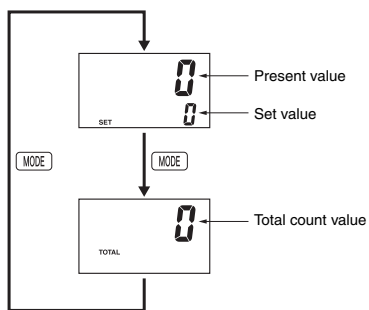 0
Present value
0
Set value
SET
MODE
MODE
0
Total count value
TOTAL